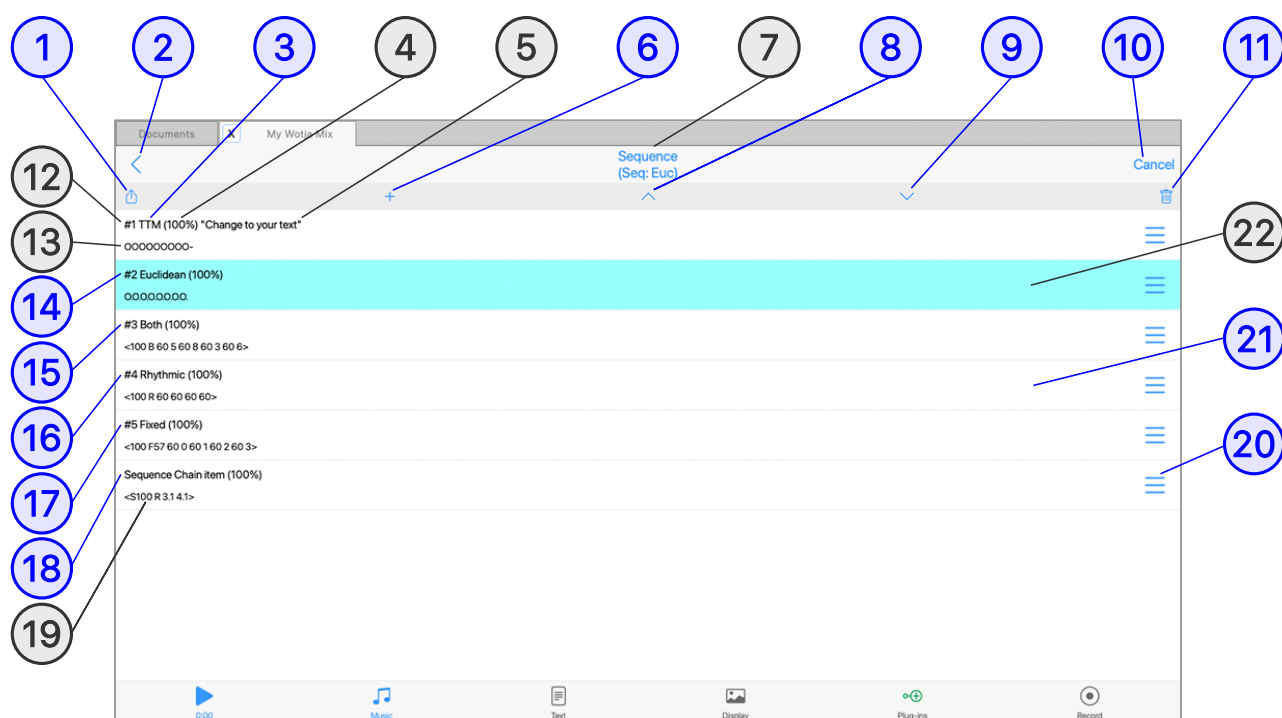 1 2 3 4 5 6 7 8 9 10 11
Documents X My Wotja Mix
Sequence
(Seq: Euc)
Cancel
12
#1 TTM (100%) "Change to your text"
13
OOOOOOOOO-
22
#2 Euclidean (100%)
14
O.O.O.O.O.O.O.
#3 Both (100%)
21
<100 B 60 5 60 8 60 3 60 6>
15
#4 Rhythmic (100%)
<100 R 60 60 60 60>
16
#5 Fixed (100%)
20
<100 F57 60 0 60 1 60 2 60 3>
17
Sequence Chain item (100%)
<S100 R 3.1 4.1>
18
19
0:00 Music Text Display Plug-ins Record